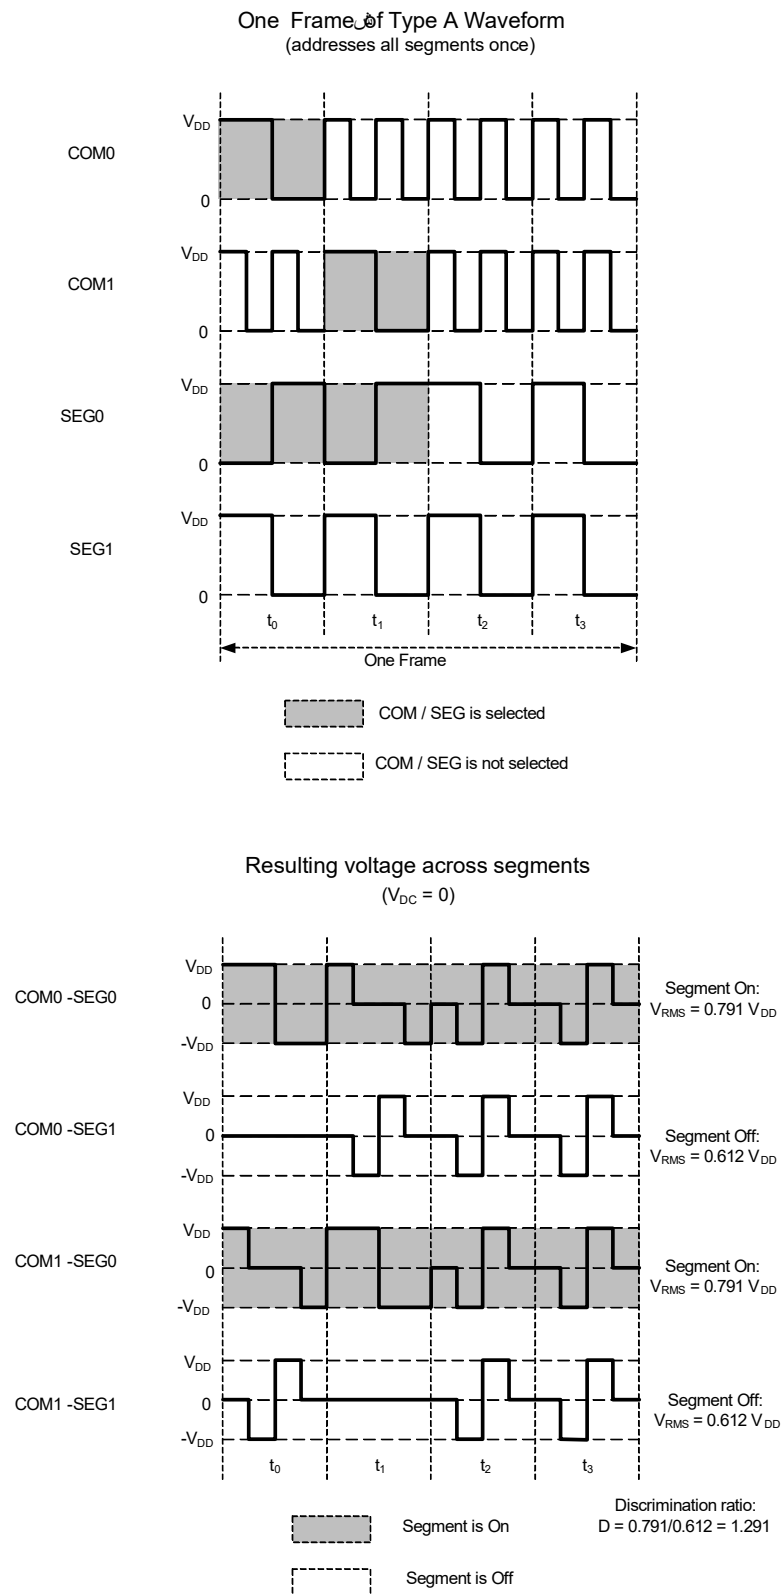 One Frame of Type A Waveform
(addresses all segments once)
VDD
COM0
0
VDD
COM1
0
VDD
SEG0
0
VDD
SEG1
0
t0 t1 t2 t3
One Frame
COM / SEG is selected
COM / SEG is not selected
Resulting voltage across segments
(VDC = 0)
VDD
COM0 -SEG0
0
-VDD
Segment On:
VRMS = 0.791 VDD
VDD
COM0 -SEG1
0
-VDD
Segment Off:
VRMS = 0.612 VDD
VDD
COM1 -SEG0
0
-VDD
Segment On:
VRMS = 0.791 VDD
VDD
COM1 -SEG1
0
-VDD
Segment Off:
VRMS = 0.612 VDD
t0 t1 t2 t3
Segment is On
Discrimination ratio:
D = 0.791/0.612 = 1.291
Segment is Off